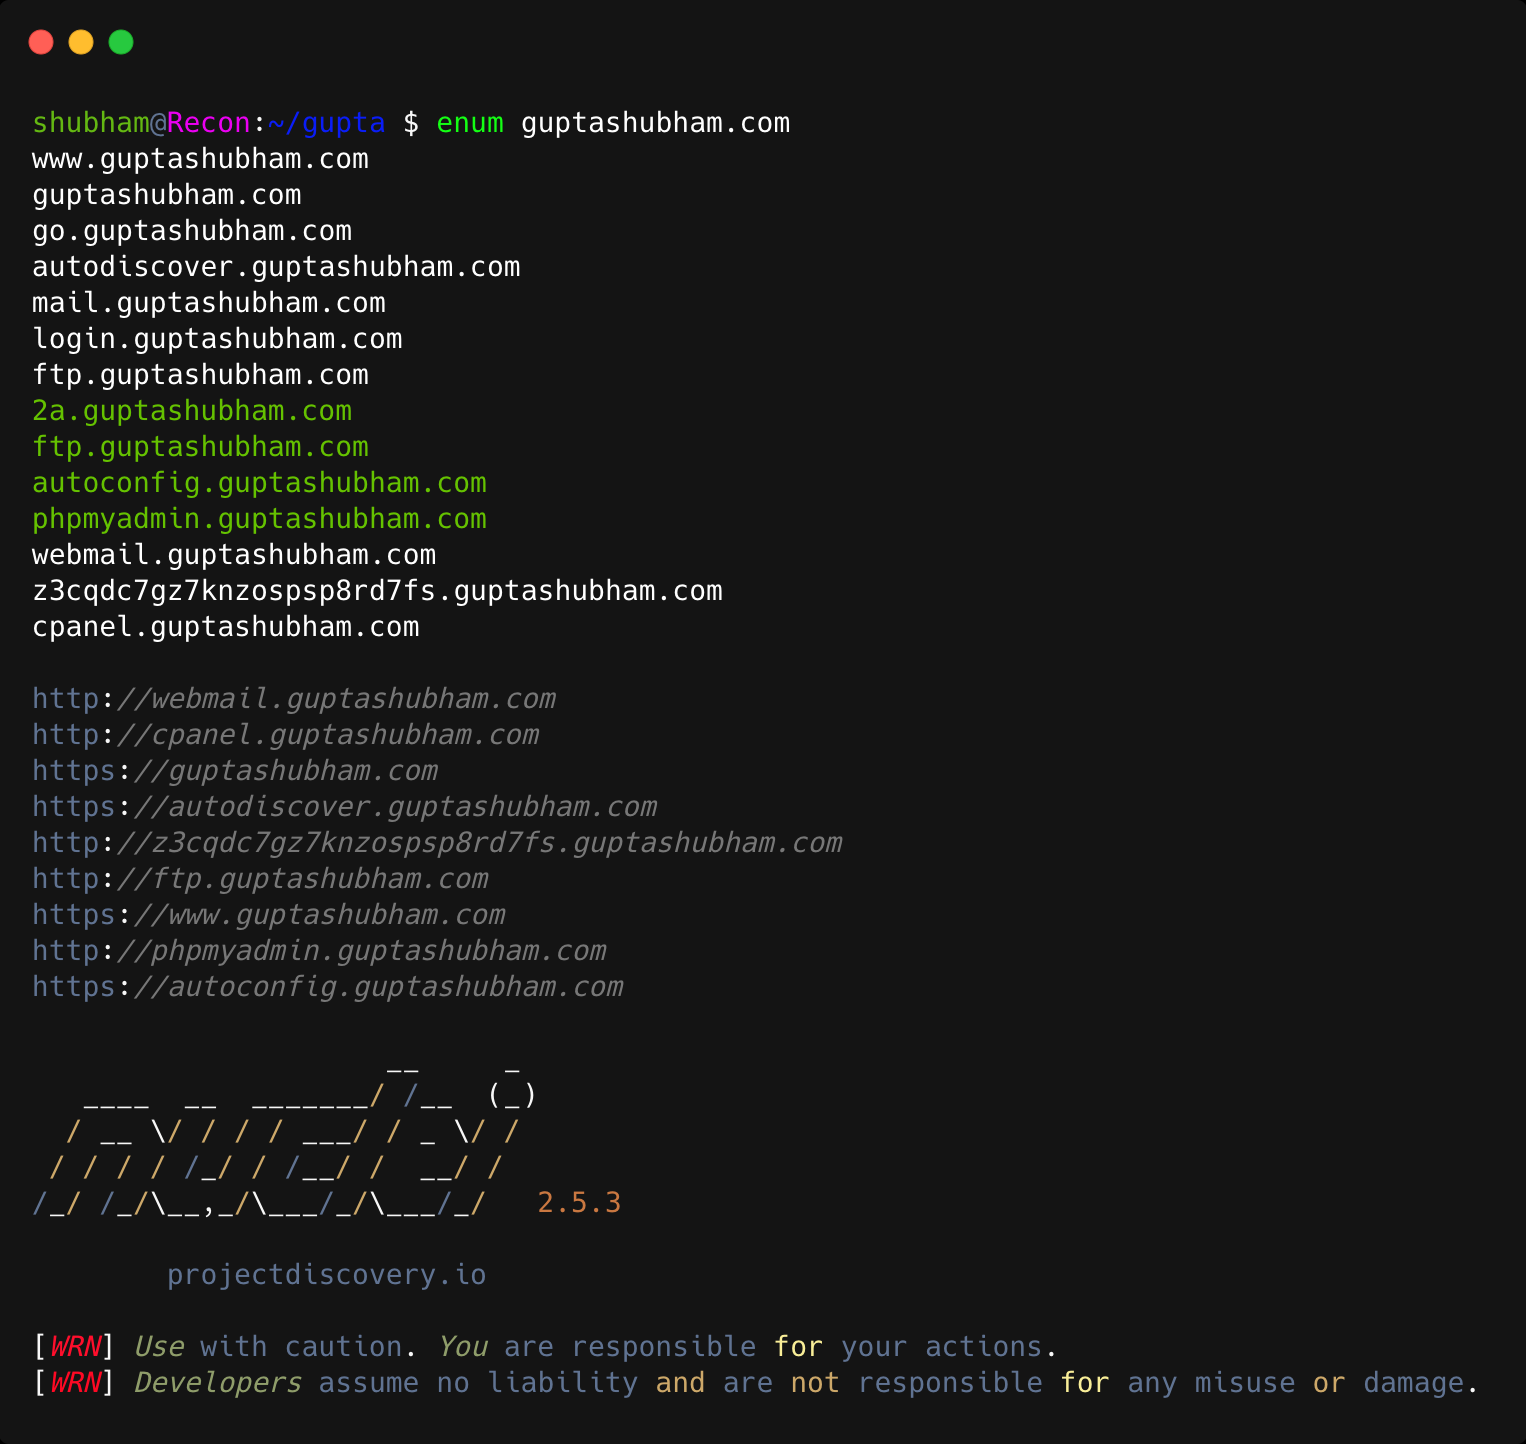 shubham@Recon:~/gupta $ enum guptashubham.com
www.guptashubham.com
guptashubham.com
go.guptashubham.com
autodiscover.guptashubham.com
mail.guptashubham.com
login.guptashubham.com
ftp.guptashubham.com
2a.guptashubham.com
ftp.guptashubham.com
autoconfig.guptashubham.com
phpmyadmin.guptashubham.com
webmail.guptashubham.com
z3cqdc7gz7knzospsp8rd7fs.guptashubham.com
cpanel.guptashubham.com
http://webmail.guptashubham.com
http://cpanel.guptashubham.com
https://guptashubham.com
https://autodiscover.guptashubham.com
http://z3cqdc7gz7knzospsp8rd7fs.guptashubham.com
http://ftp.guptashubham.com
https://www.guptashubham.com
http://phpmyadmin.guptashubham.com
https://autoconfig.guptashubham.com
                     __     _
   ____  __  _______/ /__  (_)
  / __ \/ / / / ___/ / _ \/ /
 / / / / /_/ / /__/ /  __/ /
/_/ /_/\__,_/\___/_/\___/_/   2.5.3
projectdiscovery.io
[WRN] Use with caution. You are responsible for your actions.
[WRN] Developers assume no liability and are not responsible for any misuse or damage.